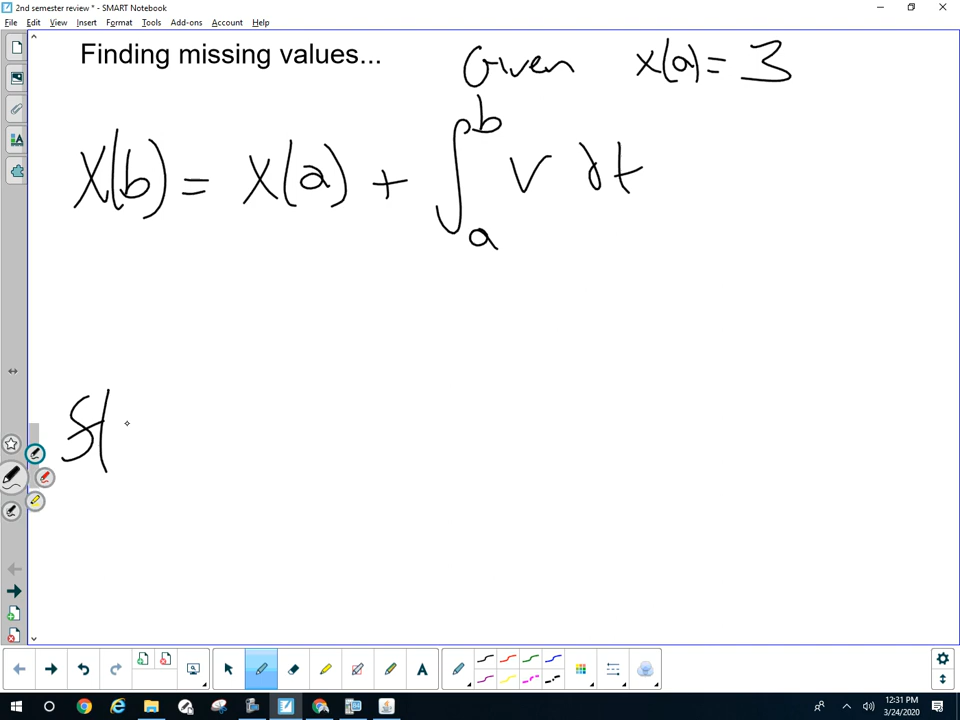 2nd semester review * - SMART Notebook
File Edit View Insert Format Tools Add-ons Account Help
Finding missing values...
Given x(a) = 3
x(b) = x(a) + ∫_a^b v dt
f(
12:31 PM
3/24/2020